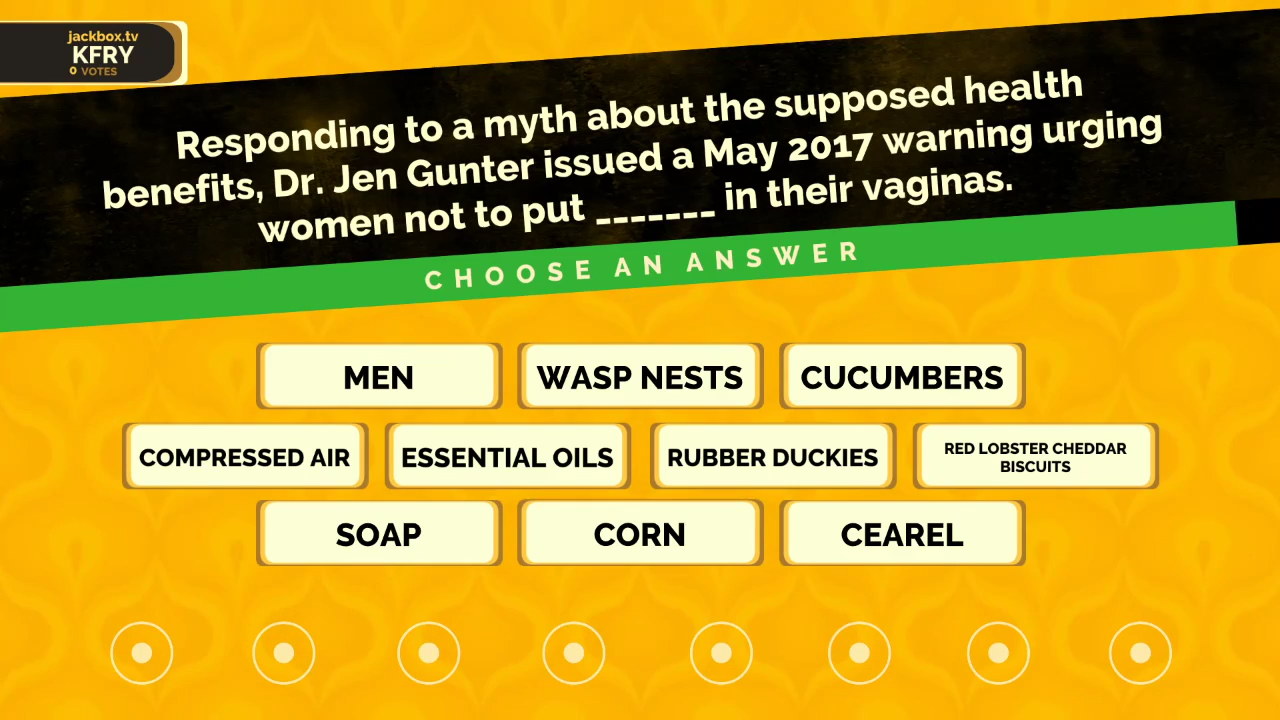 jackbox.tv
KFRY
0 VOTES
Responding to a myth about the supposed health
benefits, Dr. Jen Gunter issued a May 2017 warning urging
women not to put _______ in their vaginas.
CHOOSE AN ANSWER
MEN
WASP NESTS
CUCUMBERS
COMPRESSED AIR
ESSENTIAL OILS
RUBBER DUCKIES
RED LOBSTER CHEDDAR
BISCUITS
SOAP
CORN
CEAREL